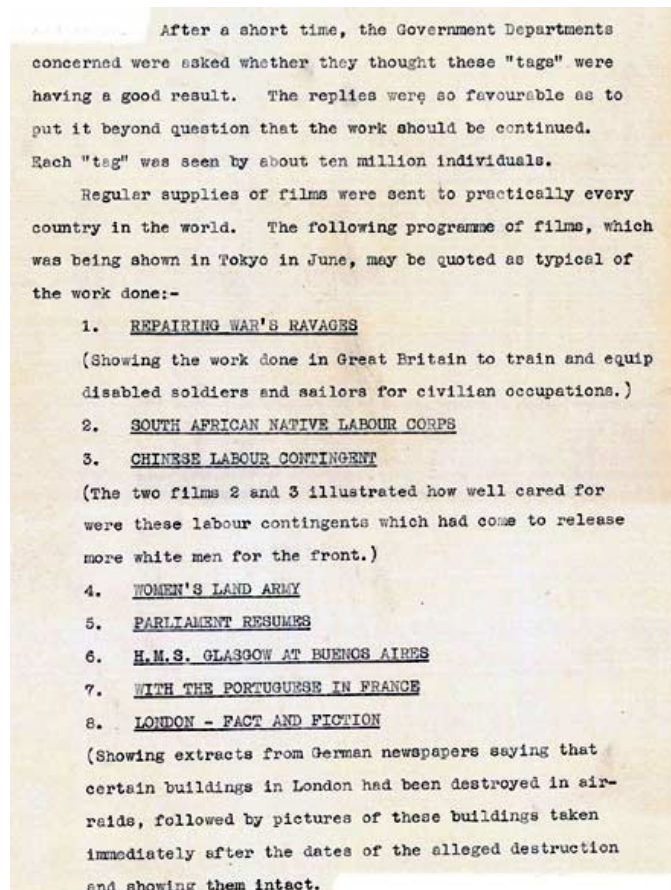 After a short time, the Government Departments
concerned were asked whether they thought these "tags" were
having a good result. The replies were so favourable as to
put it beyond question that the work should be continued.
Each "tag" was seen by about ten million individuals.
Regular supplies of films were sent to practically every
country in the world. The following programme of films, which
was being shown in Tokyo in June, may be quoted as typical of
the work done:-
1. REPAIRING WAR'S RAVAGES
(Showing the work done in Great Britain to train and equip
disabled soldiers and sailors for civilian occupations.)
2. SOUTH AFRICAN NATIVE LABOUR CORPS
3. CHINESE LABOUR CONTINGENT
(The two films 2 and 3 illustrated how well cared for
were these labour contingents which had come to release
more white men for the front.)
4. WOMEN'S LAND ARMY
5. PARLIAMENT RESUMES
6. H.M.S. GLASGOW AT BUENOS AIRES
7. WITH THE PORTUGUESE IN FRANCE
8. LONDON - FACT AND FICTION
(Showing extracts from German newspapers saying that
certain buildings in London had been destroyed in air-
raids, followed by pictures of these buildings taken
immediately after the dates of the alleged destruction
and showing them intact.